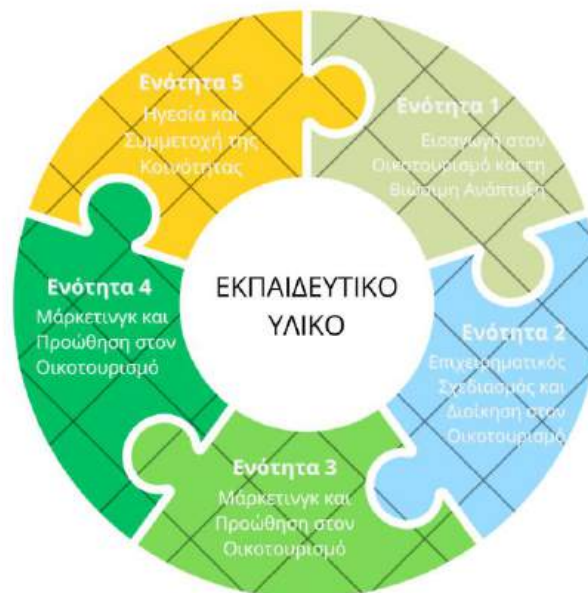 Ενότητα 1
Εισαγωγή στον
Οικοτουρισμό και τη
Βιώσιμη Ανάπτυξη
Ενότητα 2
Επιχειρηματικός
Σχεδιασμός και
Διοίκηση στον
Οικοτουρισμό
Ενότητα 3
Μάρκετινγκ και
Προώθηση στον
Οικοτουρισμό
Ενότητα 4
Μάρκετινγκ και
Προώθηση στον
Οικοτουρισμό
Ενότητα 5
Ηγεσία και
Συμμετοχή της
Κοινότητας
ΕΚΠΑΙΔΕΥΤΙΚΟ
ΥΛΙΚΟ